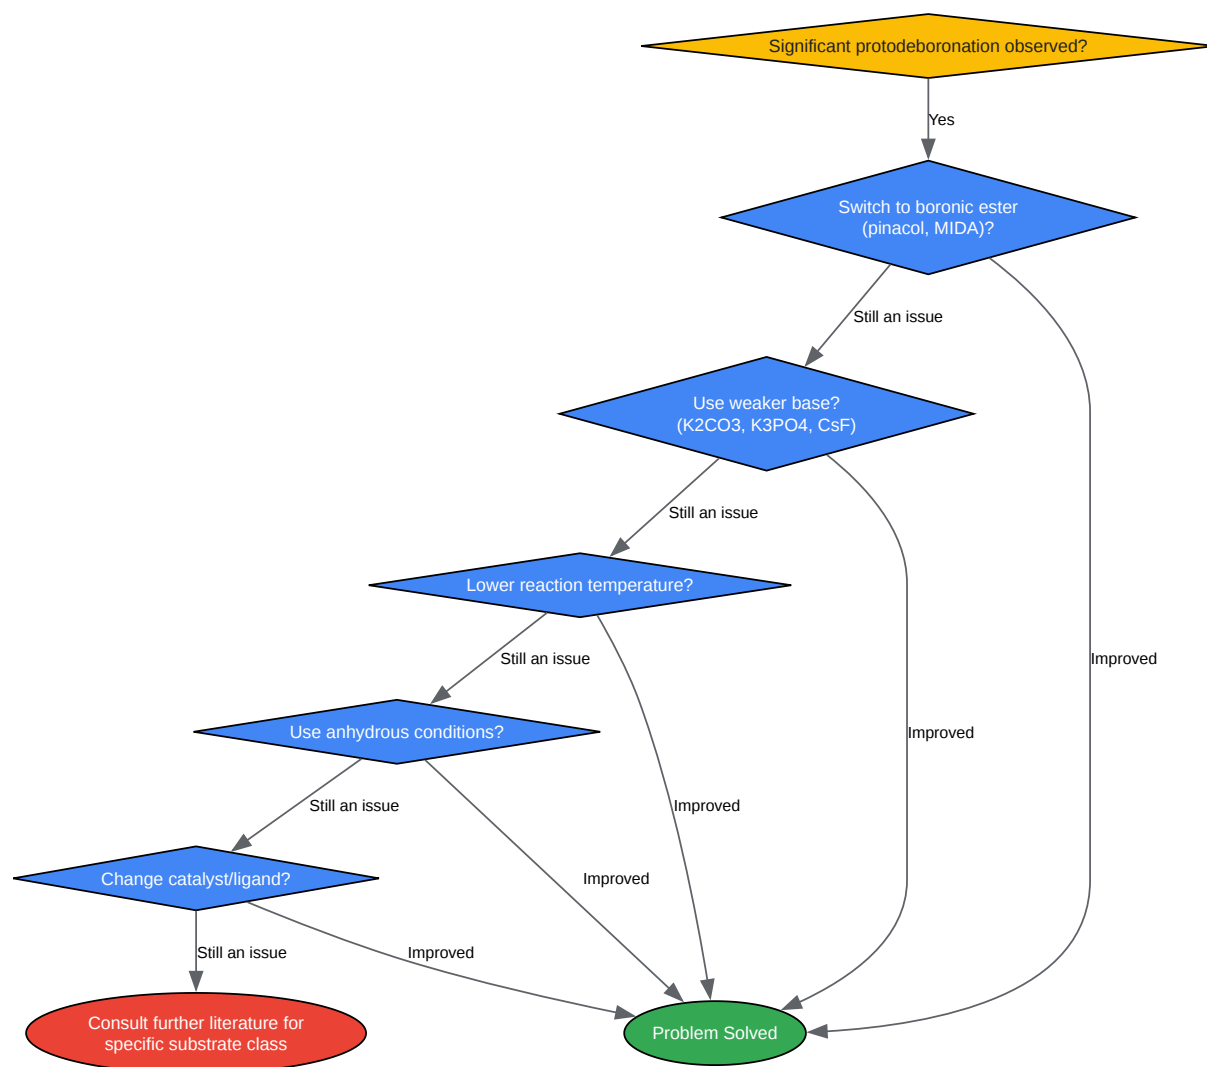 Significant protodeboronation observed?
Yes
Switch to boronic ester
(pinacol, MIDA)?
Still an issue
Use weaker base?
(K2CO3, K3PO4, CsF)
Still an issue
Lower reaction temperature?
Still an issue
Improved
Use anhydrous conditions?
Improved
Still an issue
Improved
Change catalyst/ligand?
Improved
Still an issue
Improved
Consult further literature for
specific substrate class
Problem Solved